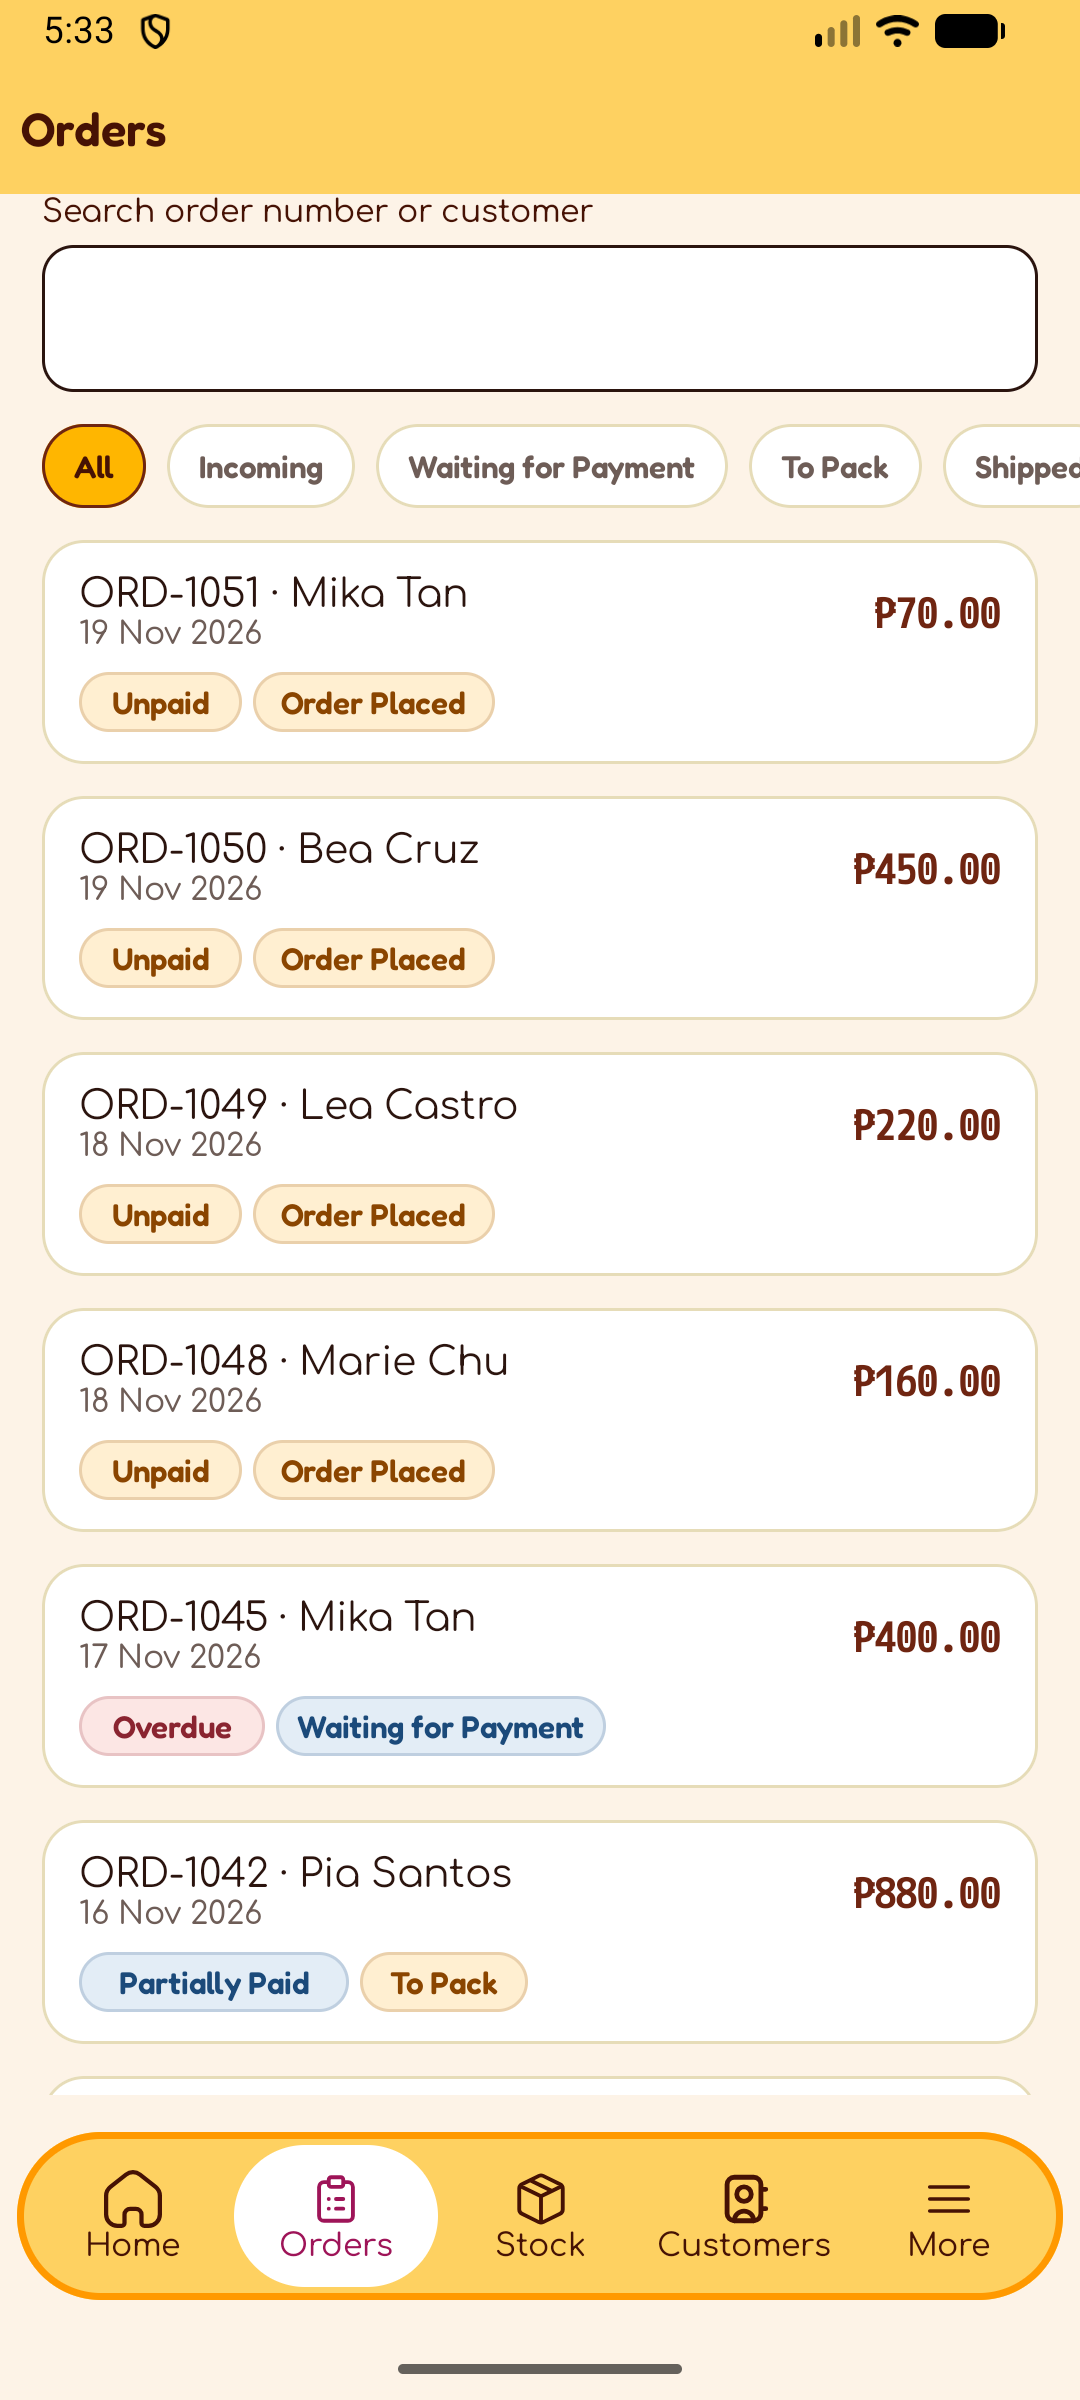 5:33
Orders
Search order number or customer
All
Incoming
Waiting for Payment
To Pack
Shipped
ORD-1051 · Mika Tan
19 Nov 2026
₱70.00
Unpaid
Order Placed
ORD-1050 · Bea Cruz
19 Nov 2026
₱450.00
Unpaid
Order Placed
ORD-1049 · Lea Castro
18 Nov 2026
₱220.00
Unpaid
Order Placed
ORD-1048 · Marie Chu
18 Nov 2026
₱160.00
Unpaid
Order Placed
ORD-1045 · Mika Tan
17 Nov 2026
₱400.00
Overdue
Waiting for Payment
ORD-1042 · Pia Santos
16 Nov 2026
₱880.00
Partially Paid
To Pack
Home
Orders
Stock
Customers
More